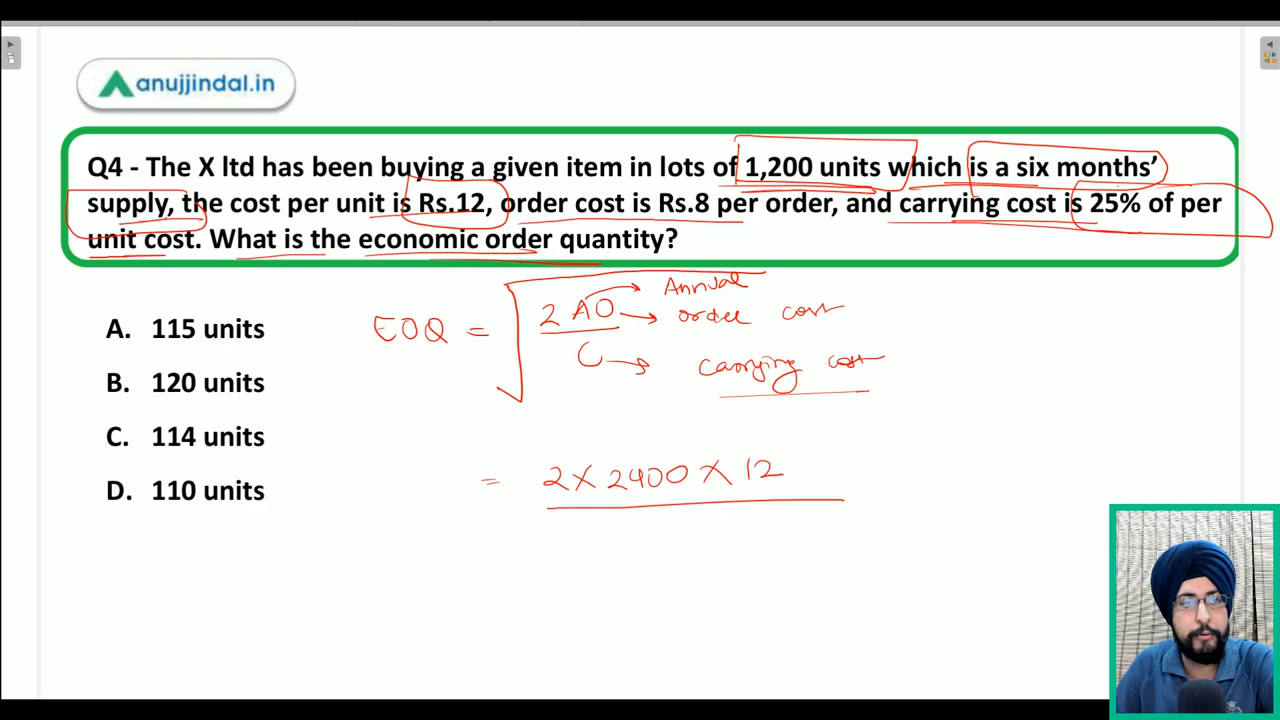 anujjindal.in
Q4 - The X ltd has been buying a given item in lots of 1,200 units which is a six months'
supply, the cost per unit is Rs.12, order cost is Rs.8 per order, and carrying cost is 25% of per
unit cost. What is the economic order quantity?
A. 115 units
B. 120 units
C. 114 units
D. 110 units
EOQ = √ 2AO → Annual
→ order cost
C → carrying cost
= 2 X 2400 X 12